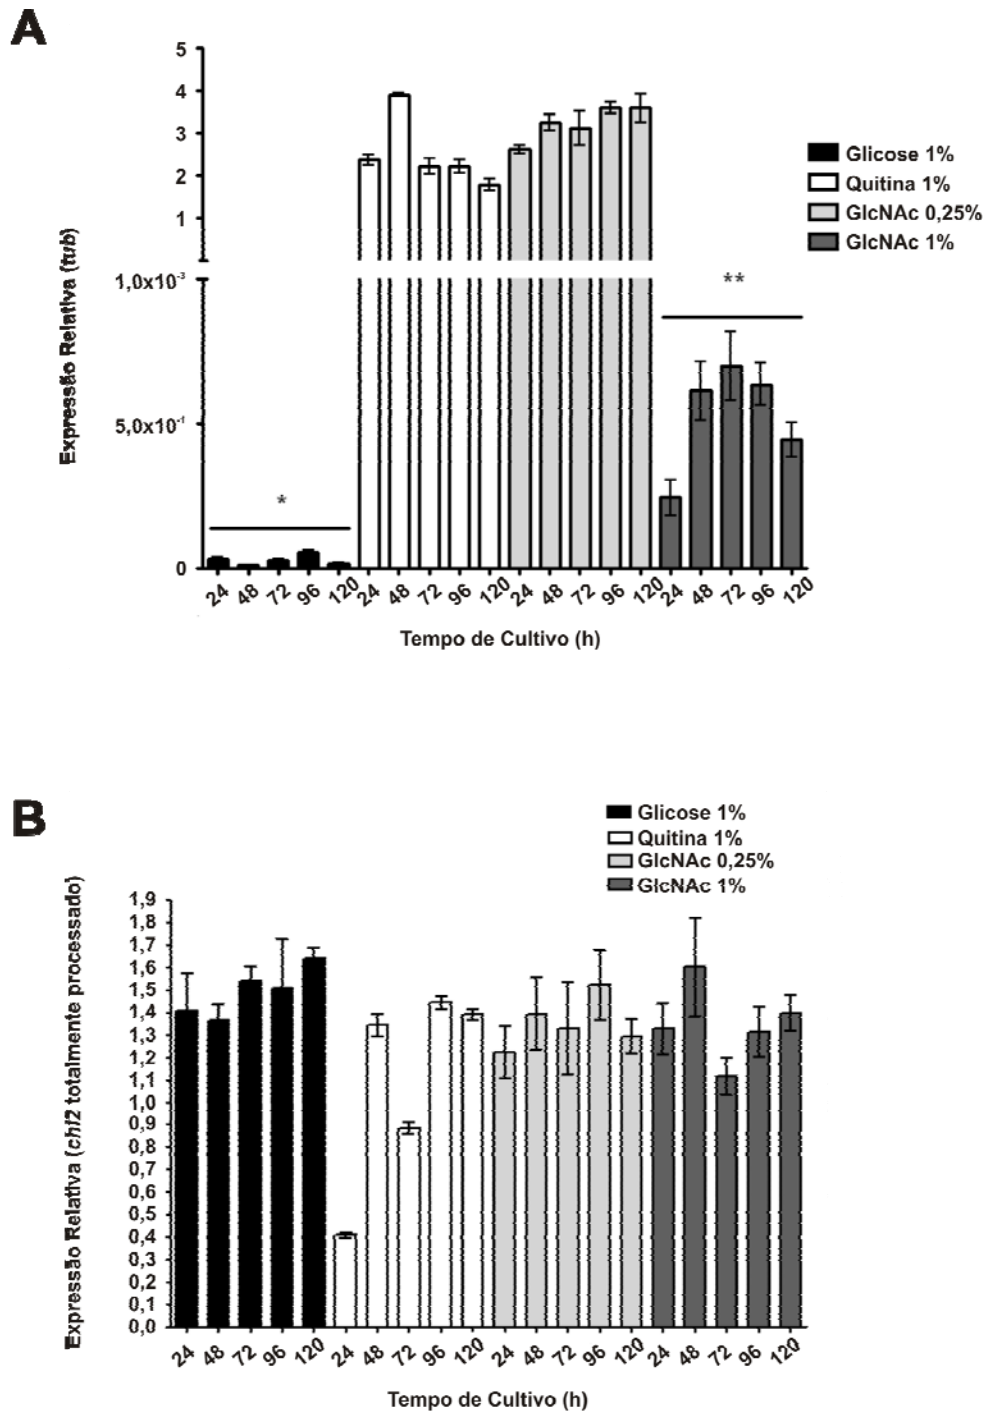 A
5
4
3
2
1
1,0x10⁻³
5,0x10⁻¹
0
Expressão Relativa (tub)
Glicose 1%
Quitina 1%
GlcNAc 0,25%
GlcNAc 1%
*
**
24 48 72 96 120 24 48 72 96 120 24 48 72 96 120 24 48 72 96 120
Tempo de Cultivo (h)
B
Glicose 1%
Quitina 1%
GlcNAc 0,25%
GlcNAc 1%
1,9
1,8
1,7
1,6
1,5
1,4
1,3
1,2
1,1
1,0
0,9
0,8
0,7
0,6
0,5
0,4
0,3
0,2
0,1
0,0
Expressão Relativa (chi2 totalmente processado)
24 48 72 96 120 24 48 72 96 120 24 48 72 96 120 24 48 72 96 120
Tempo de Cultivo (h)